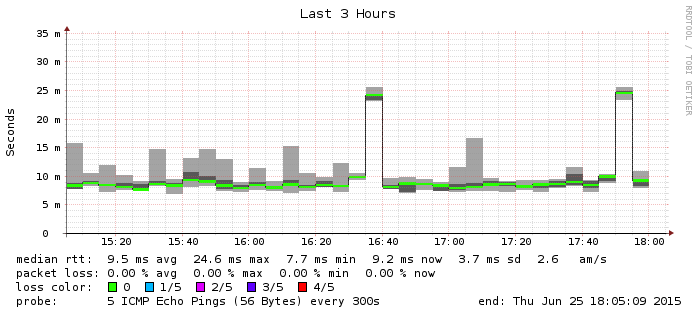 Last 3 Hours
RRDTOOL / TOBI OETIKER
Seconds
35 m
30 m
25 m
20 m
15 m
10 m
5 m
0
15:20 15:40 16:00 16:20 16:40 17:00 17:20 17:40 18:00
median rtt: 9.5 ms avg 24.6 ms max 7.7 ms min 9.2 ms now 3.7 ms sd 2.6 am/s
packet loss: 0.00 % avg 0.00 % max 0.00 % min 0.00 % now
loss color: 0 1/5 2/5 3/5 4/5
probe: 5 ICMP Echo Pings (56 Bytes) every 300s end: Thu Jun 25 18:05:09 2015